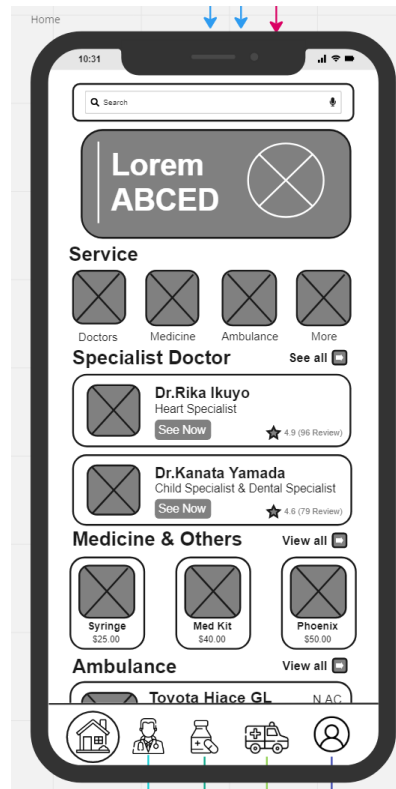 Home
10:31
Search
Lorem
ABCED
Service
Doctors Medicine Ambulance More
Specialist Doctor See all
Dr.Rika Ikuyo
Heart Specialist
See Now 4.9 (96 Review)
Dr.Kanata Yamada
Child Specialist & Dental Specialist
See Now 4.6 (79 Review)
Medicine & Others View all
Syringe Med Kit Phoenix
$25.00 $40.00 $50.00
Ambulance View all
Toyota Hiace GL N.AC